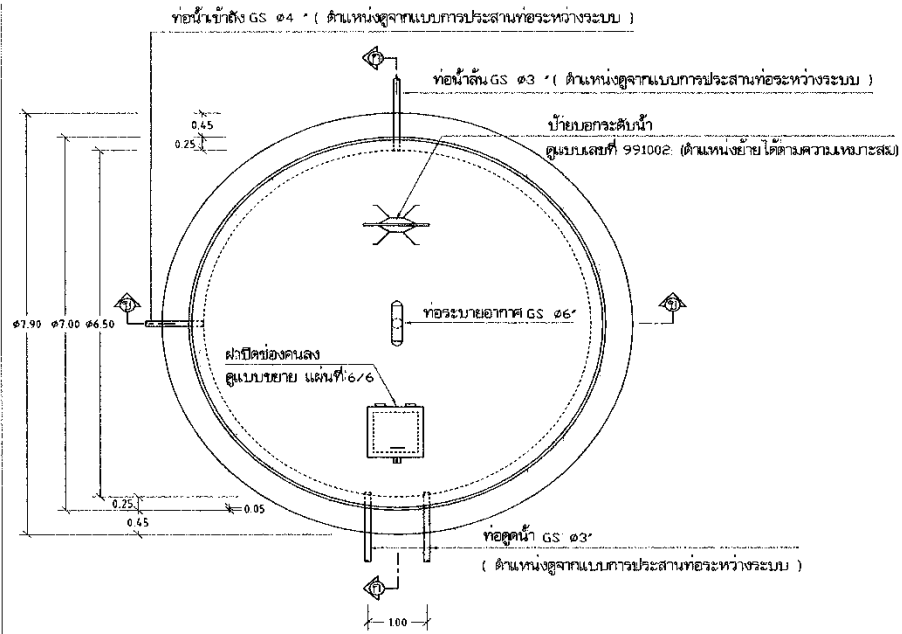 ท่อน้ำเข้าถัง GS ø4 " ( ตำแหน่งดูจากแบบการประสานท่อระหว่างระบบ )
ท่อน้ำล้น GS ø3 " ( ตำแหน่งดูจากแบบการประสานท่อระหว่างระบบ )
0.45
0.25
ป้ายบอกระดับน้ำ
ดูแบบเลขที่ 991002. (ตำแหน่งย้ายได้ตามความเหมาะสม)
ø7.90 ø7.00 ø6.50
ท่อระบายอากาศ GS ø6"
ฝาปิดช่องคนลง
ดูแบบขยาย แผ่นที่ 6/6
0.25
0.05
0.45
ท่อดูดน้ำ GS ø3"
( ตำแหน่งดูจากแบบการประสานท่อระหว่างระบบ )
1.00